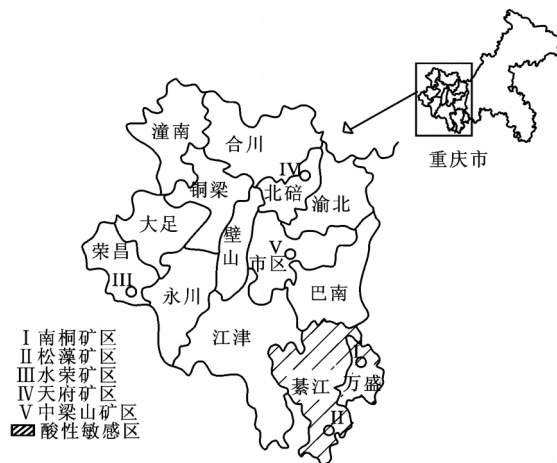 重庆市
潼南
合川
Ⅳ
铜梁
北碚
渝北
大足
璧山
荣昌
Ⅴ
市区
Ⅲ
永川
巴南
江津
Ⅰ
綦江
万盛
Ⅱ
Ⅰ南桐矿区
Ⅱ松藻矿区
Ⅲ水荣矿区
Ⅳ天府矿区
Ⅴ中梁山矿区
酸性敏感区